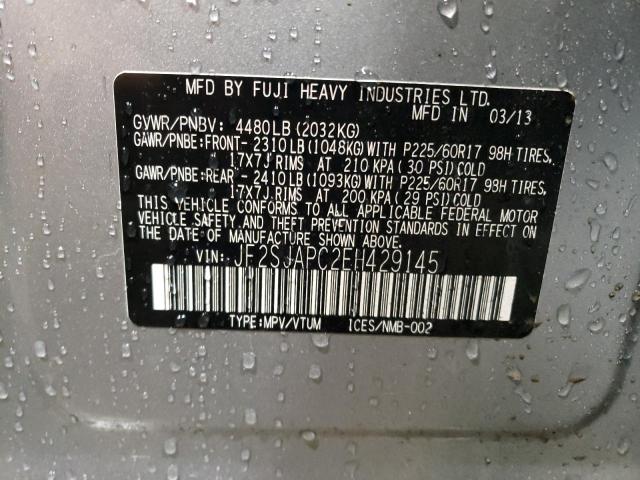 MFD BY FUJI HEAVY INDUSTRIES LTD.
MFD IN 03/13
GVWR/PNBV: 4480LB(2032KG)
GAWR/PNBE:FRONT- 2310LB(1048KG)WITH P225/60R17 98H TIRES,
17X7J RIMS AT 210 KPA(30 PSI)COLD
GAWR/PNBE:REAR - 2410LB(1093KG)WITH P225/60R17 98H TIRES,
17X7J RIMS AT 200 KPA(29 PSI)COLD
THIS VEHICLE CONFORMS TO ALL APPLICABLE FEDERAL MOTOR
VEHICLE SAFETY AND THEFT PREVENTION STANDARDS IN EFFECT ON
THE DATE OF MANUFACTURE SHOWN ABOVE.
VIN: JF2SJAPC2EH429145
TYPE:MPV/VTUM ICES/NMB-002